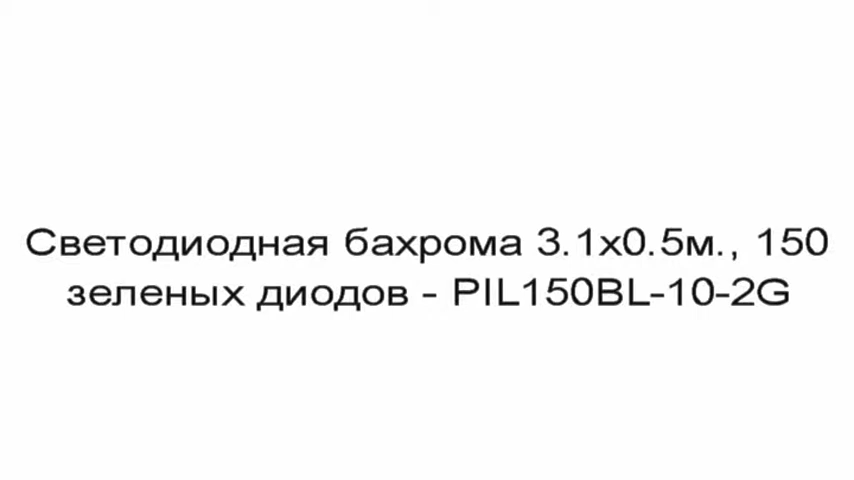 Светодиодная бахрома 3.1x0.5м., 150
зеленых диодов - PIL150BL-10-2G